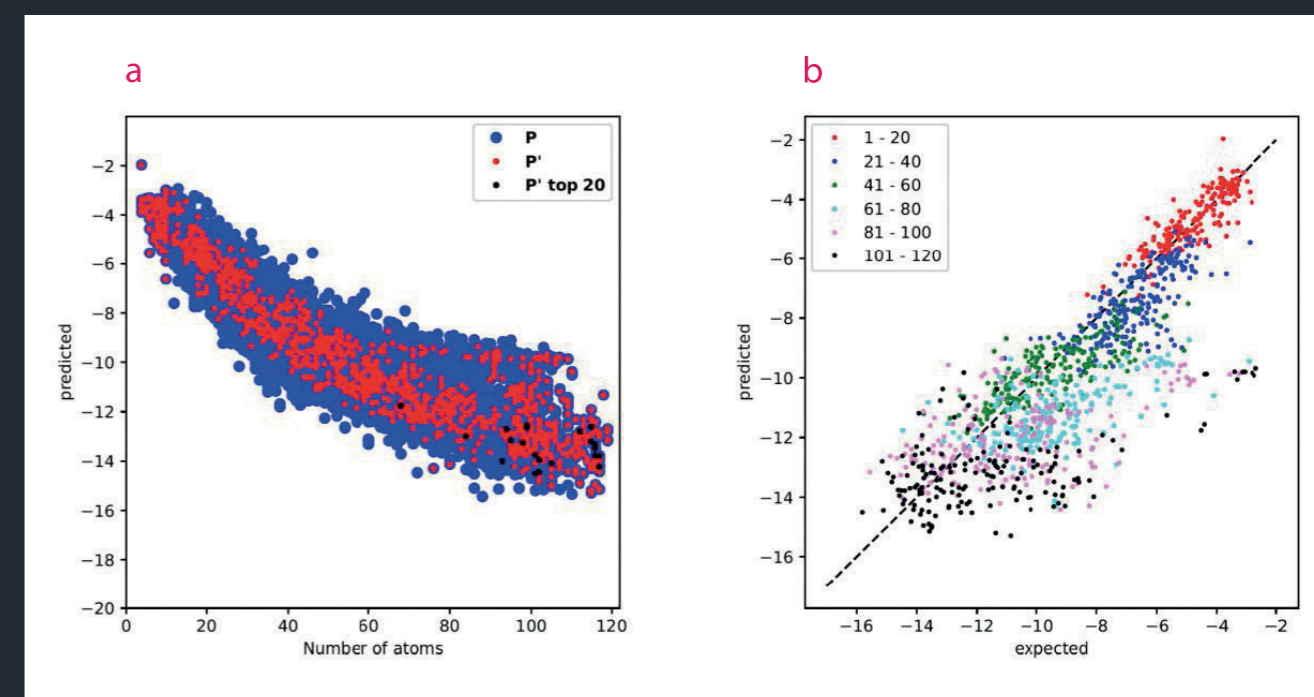 a
P
P'
P' top 20
−2
−4
−6
−8
−10
−12
−14
−16
−18
−20
predicted
0 20 40 60 80 100 120
Number of atoms
b
1 - 20
21 - 40
41 - 60
61 - 80
81 - 100
101 - 120
−2
−4
−6
−8
−10
−12
−14
−16
predicted
−16 −14 −12 −10 −8 −6 −4 −2
expected